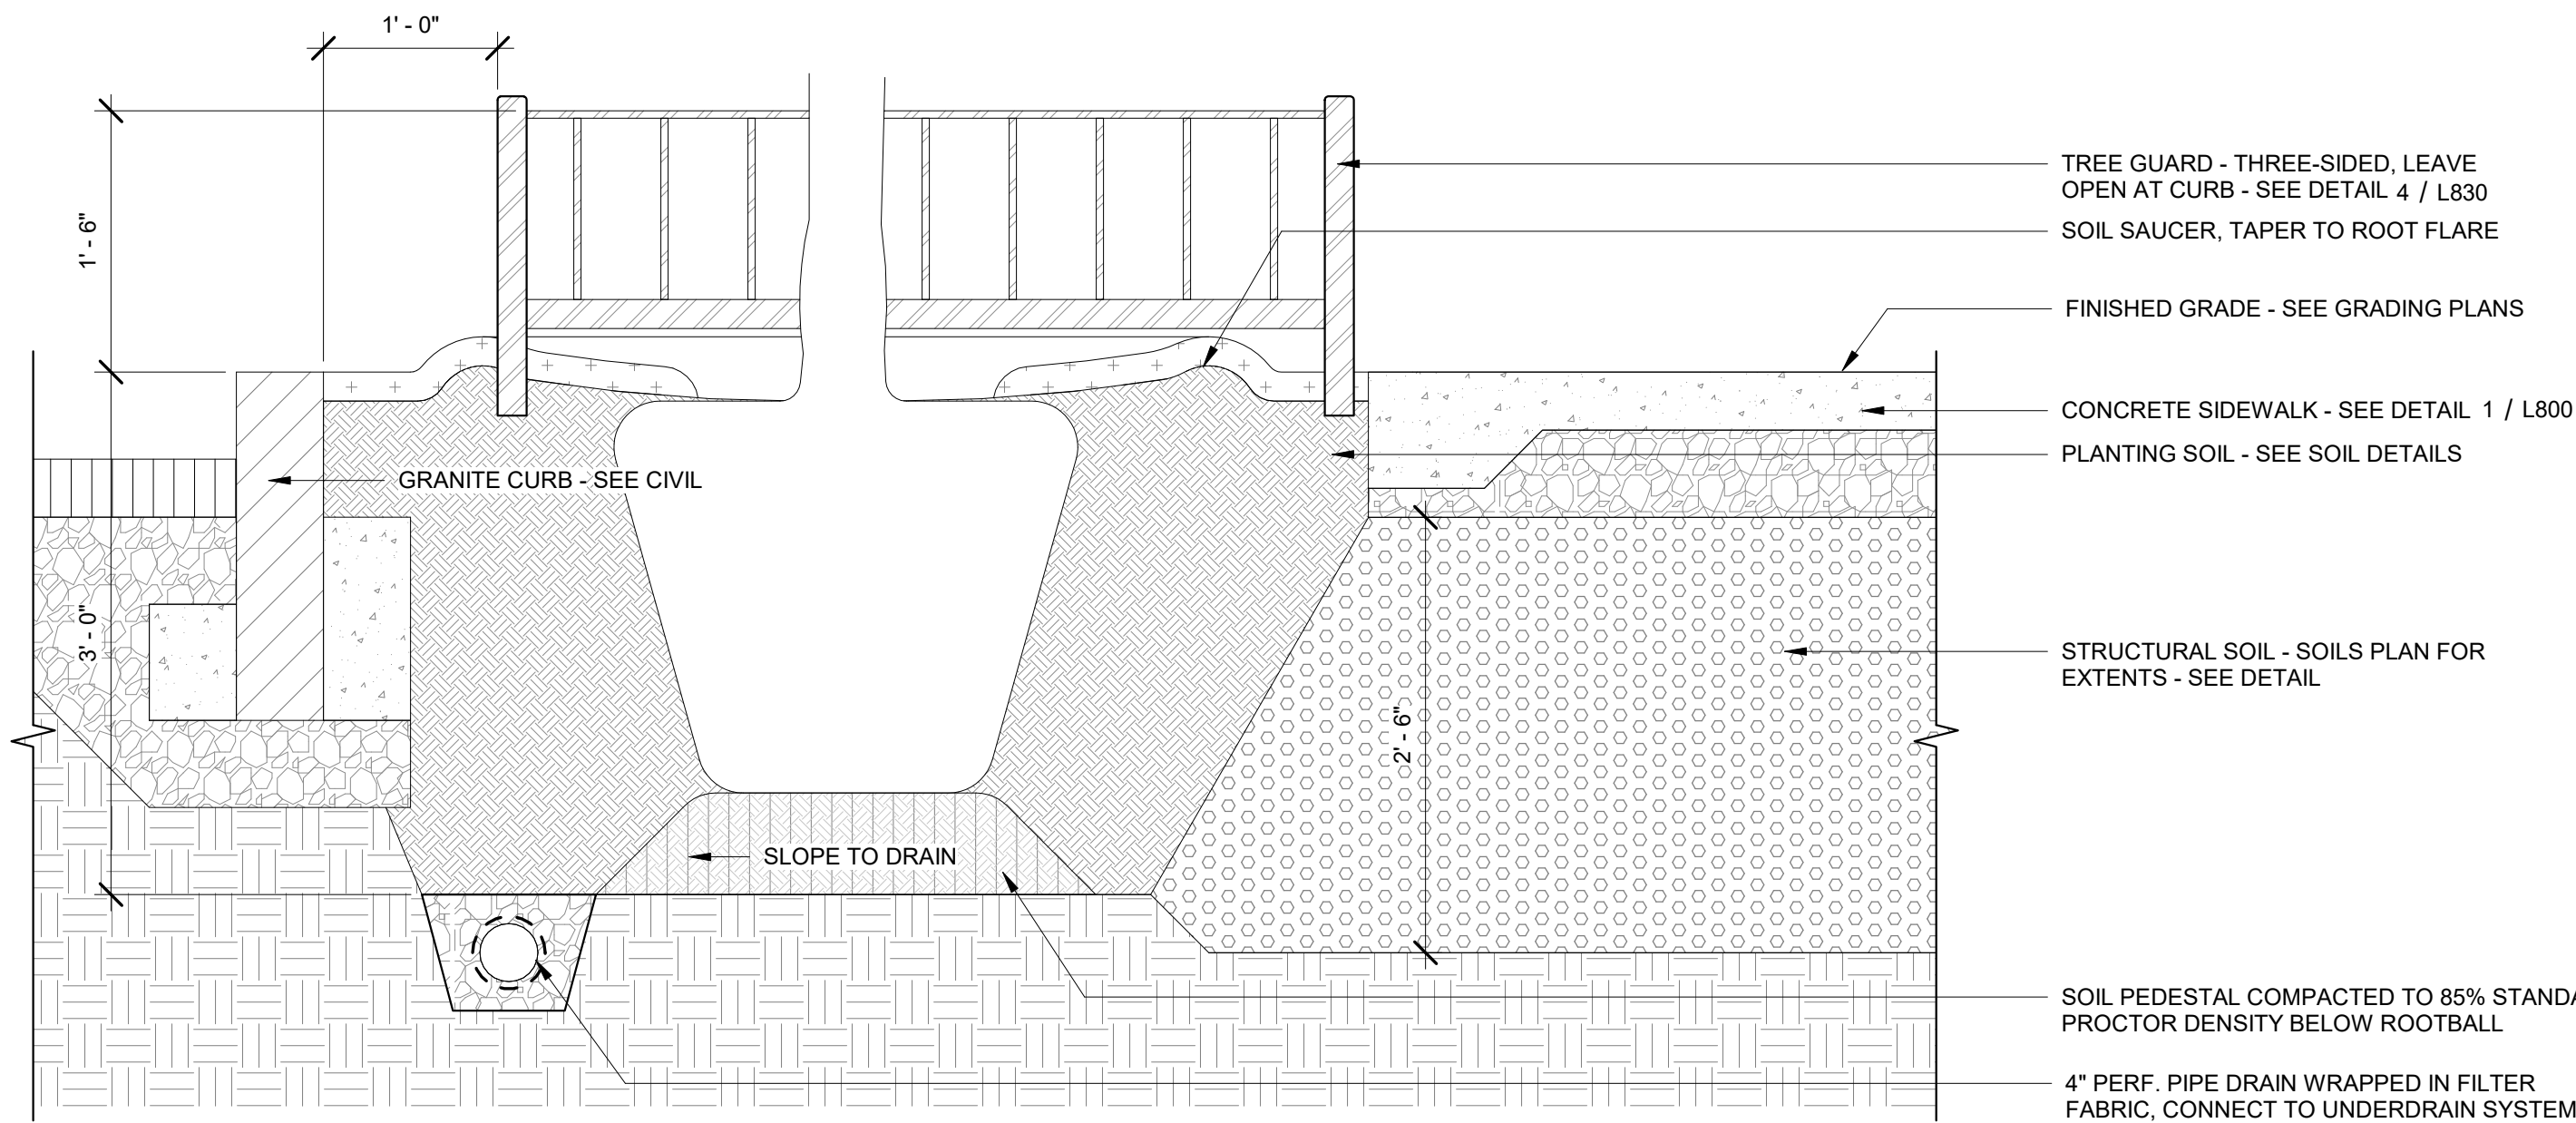 1' - 0"
1' - 6"
TREE GUARD - THREE-SIDED, LEAVE
OPEN AT CURB - SEE DETAIL 4 / L830
SOIL SAUCER, TAPER TO ROOT FLARE
FINISHED GRADE - SEE GRADING PLANS
CONCRETE SIDEWALK - SEE DETAIL 1 / L800
PLANTING SOIL - SEE SOIL DETAILS
GRANITE CURB - SEE CIVIL
3' - 0"
STRUCTURAL SOIL - SOILS PLAN FOR
EXTENTS - SEE DETAIL
2' - 6"
SLOPE TO DRAIN
SOIL PEDESTAL COMPACTED TO 85%
PROCTOR DENSITY BELOW ROOTBALL
4" PERF. PIPE DRAIN WRAPPED IN FILTER
FABRIC, CONNECT TO UNDERDRAIN SYSTEM